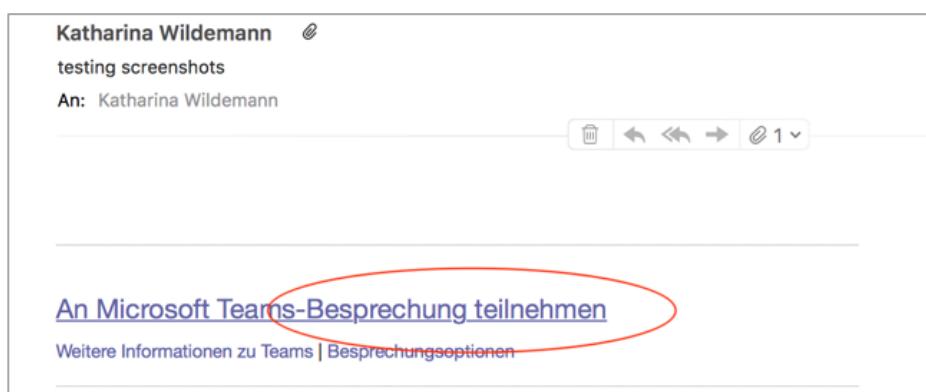 Katharina Wildemann
testing screenshots
An: Katharina Wildemann
1
An Microsoft Teams-Besprechung teilnehmen
Weitere Informationen zu Teams | Besprechungsoptionen